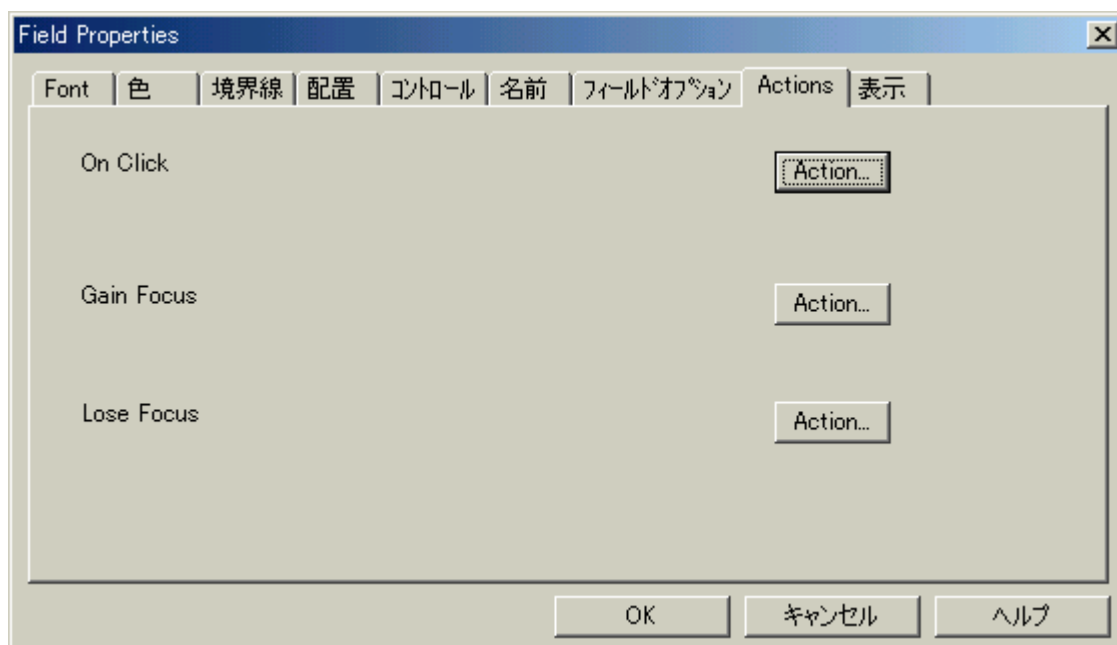 Field Properties
Font 色 境界線 配置 ｺﾝﾄﾛｰﾙ 名前 ﾌｨｰﾙﾄﾞｵﾌﾟｼｮﾝ Actions 表示
On Click Action...
Gain Focus Action...
Lose Focus Action...
OK キャンセル ヘルプ